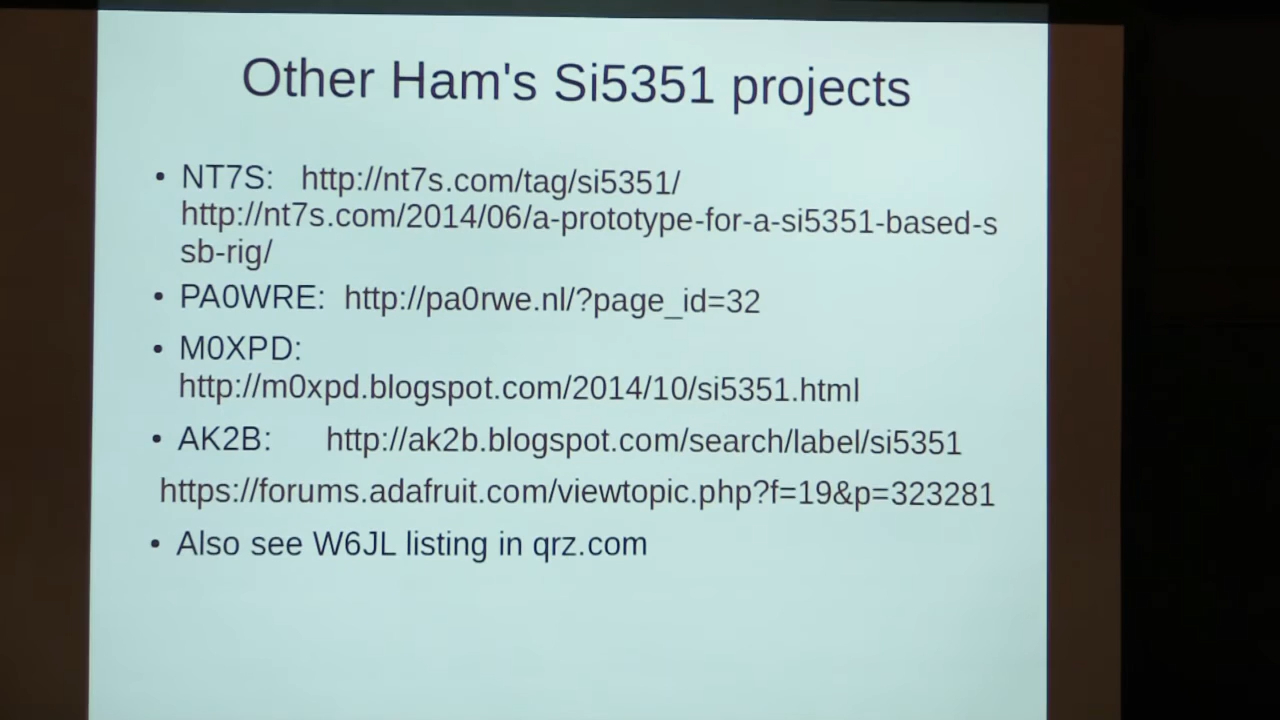 Other Ham's Si5351 projects
• NT7S: http://nt7s.com/tag/si5351/
http://nt7s.com/2014/06/a-prototype-for-a-si5351-based-s
sb-rig/
• PA0WRE: http://pa0rwe.nl/?page_id=32
• M0XPD:
http://m0xpd.blogspot.com/2014/10/si5351.html
• AK2B: http://ak2b.blogspot.com/search/label/si5351
https://forums.adafruit.com/viewtopic.php?f=19&p=323281
• Also see W6JL listing in qrz.com